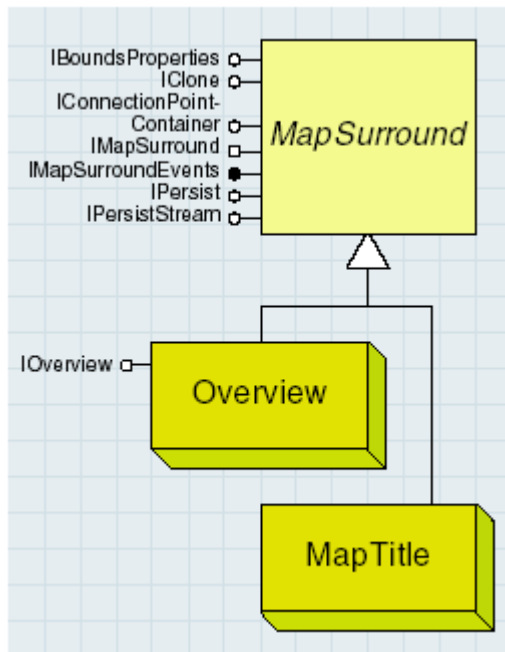 IBoundsProperties
IClone
IConnectionPoint-
Container
IMapSurround
IMapSurroundEvents
IPersist
IPersistStream
MapSurround
IOverview
Overview
MapTitle